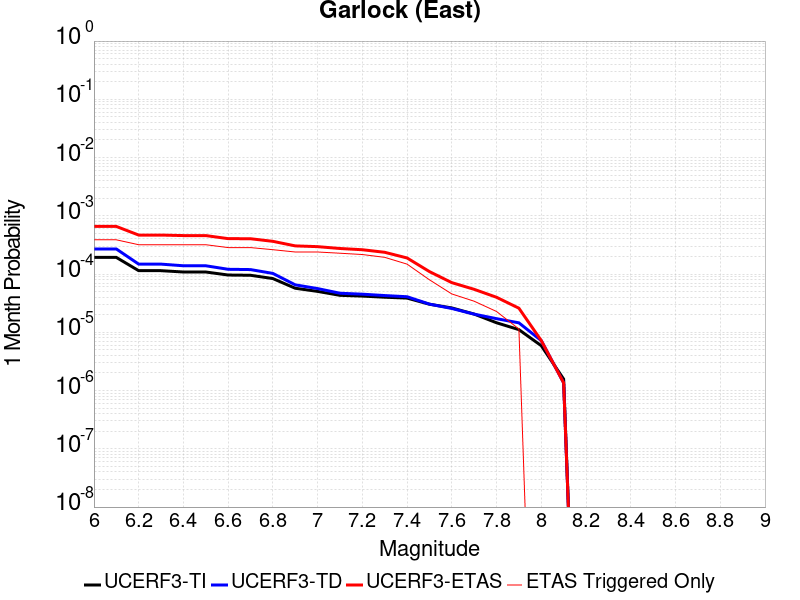 Garlock (East)
10^0
10^-1
10^-2
10^-3
10^-4
10^-5
10^-6
10^-7
10^-8
1 Month Probability
6 6.2 6.4 6.6 6.8 7 7.2 7.4 7.6 7.8 8 8.2 8.4 8.6 8.8 9
Magnitude
UCERF3-TI UCERF3-TD UCERF3-ETAS ETAS Triggered Only